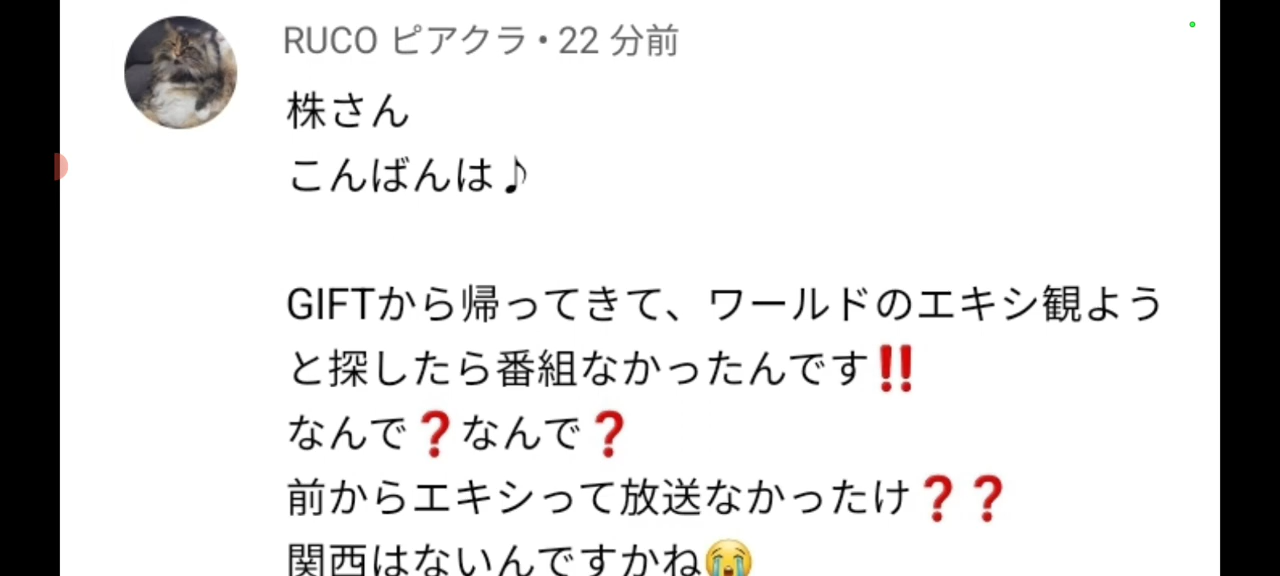 RUCO ピアクラ • 22 分前
株さん
こんばんは♪
GIFTから帰ってきて、ワールドのエキシ観よう
と探したら番組なかったんです‼️
なんで❓なんで❓
前からエキシって放送なかったけ❓❓
関西はないんですかね😭